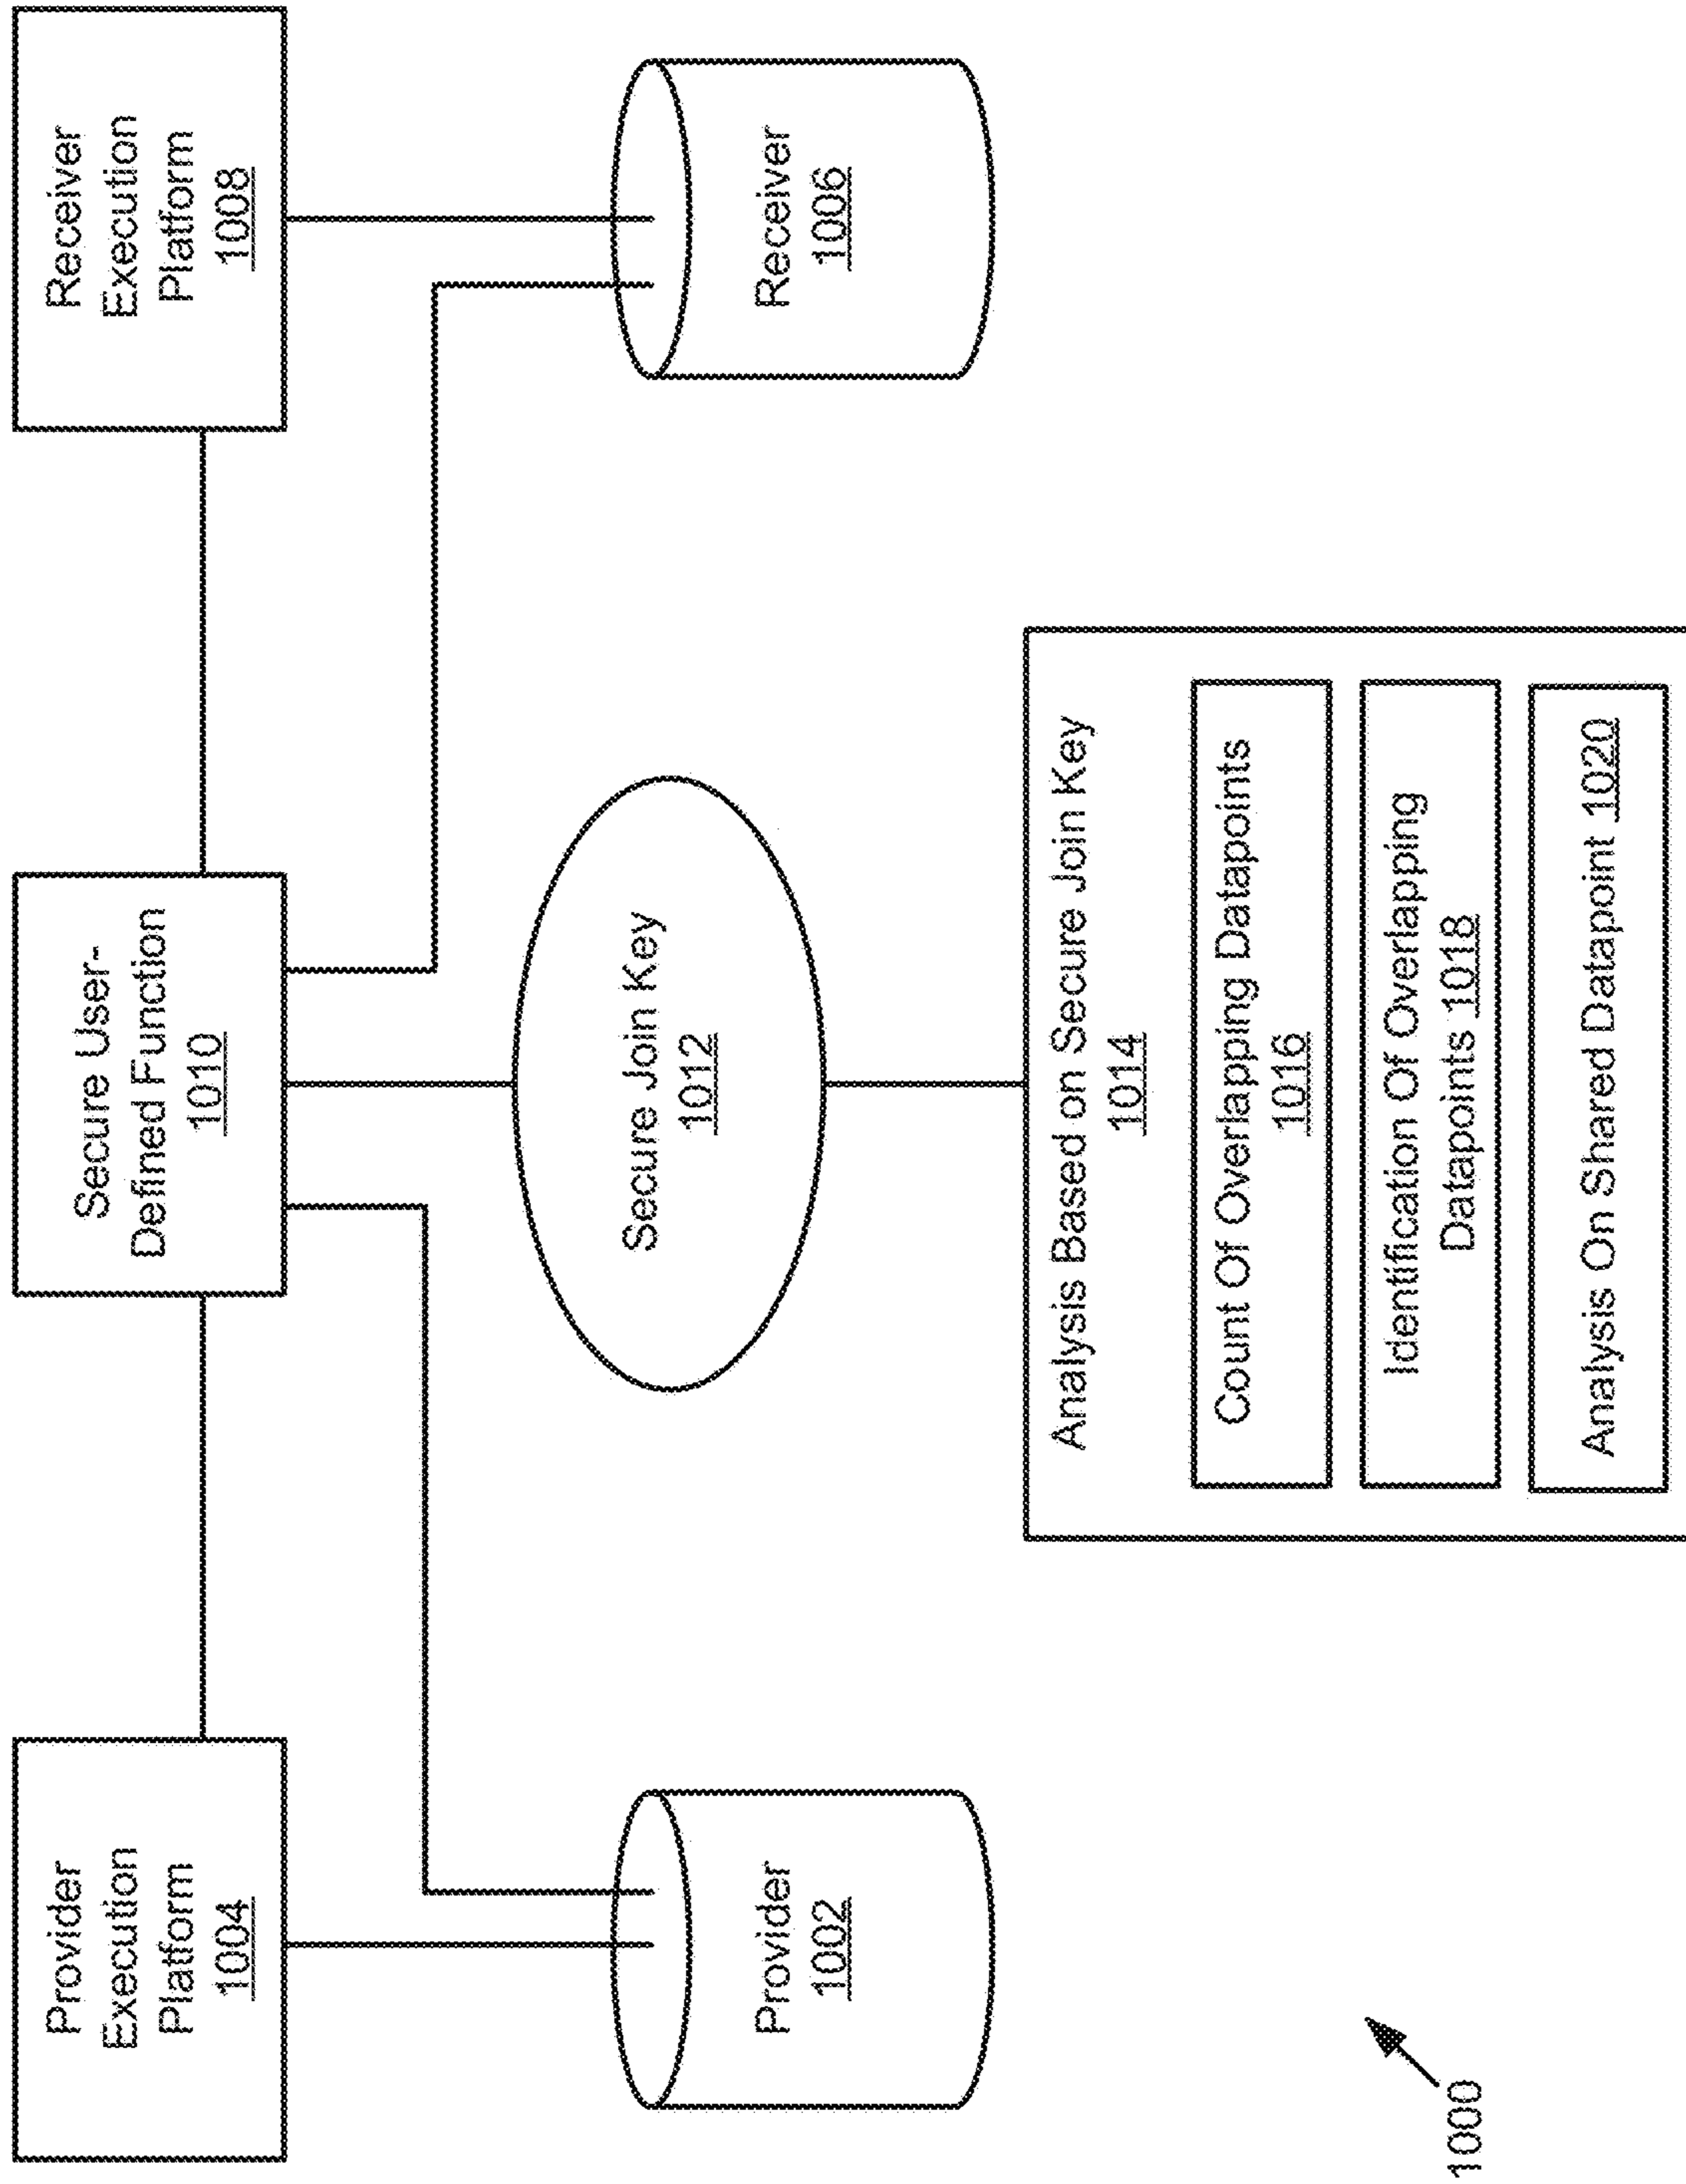 Provider
Execution
Platform
1004
Secure User-
Defined Function
1010
Receiver
Execution
Platform
1008
Provider
1002
Secure Join Key
1012
Receiver
1006
Analysis Based on Secure Join Key
1014
Count Of Overlapping Datapoints
1016
Identification Of Overlapping
Datapoints 1018
Analysis On Shared Datapoint 1020
1000